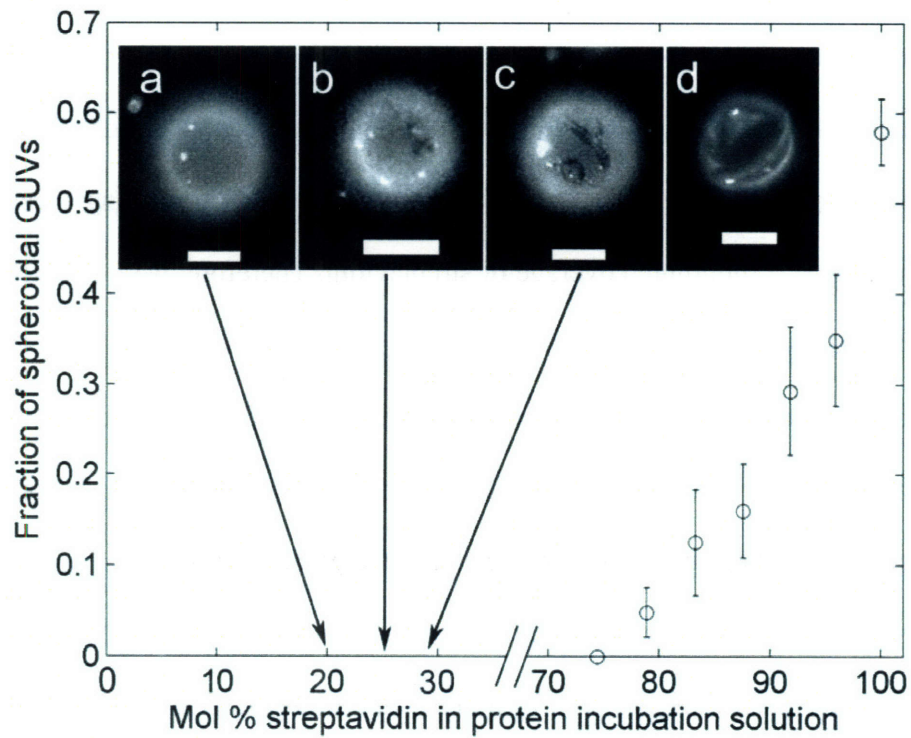 0.7
0.6
0.5
0.4
0.3
0.2
0.1
0
Fraction of spheroidal GUVs
a b c d
0 10 20 30 70 80 90 100
Mol % streptavidin in protein incubation solution